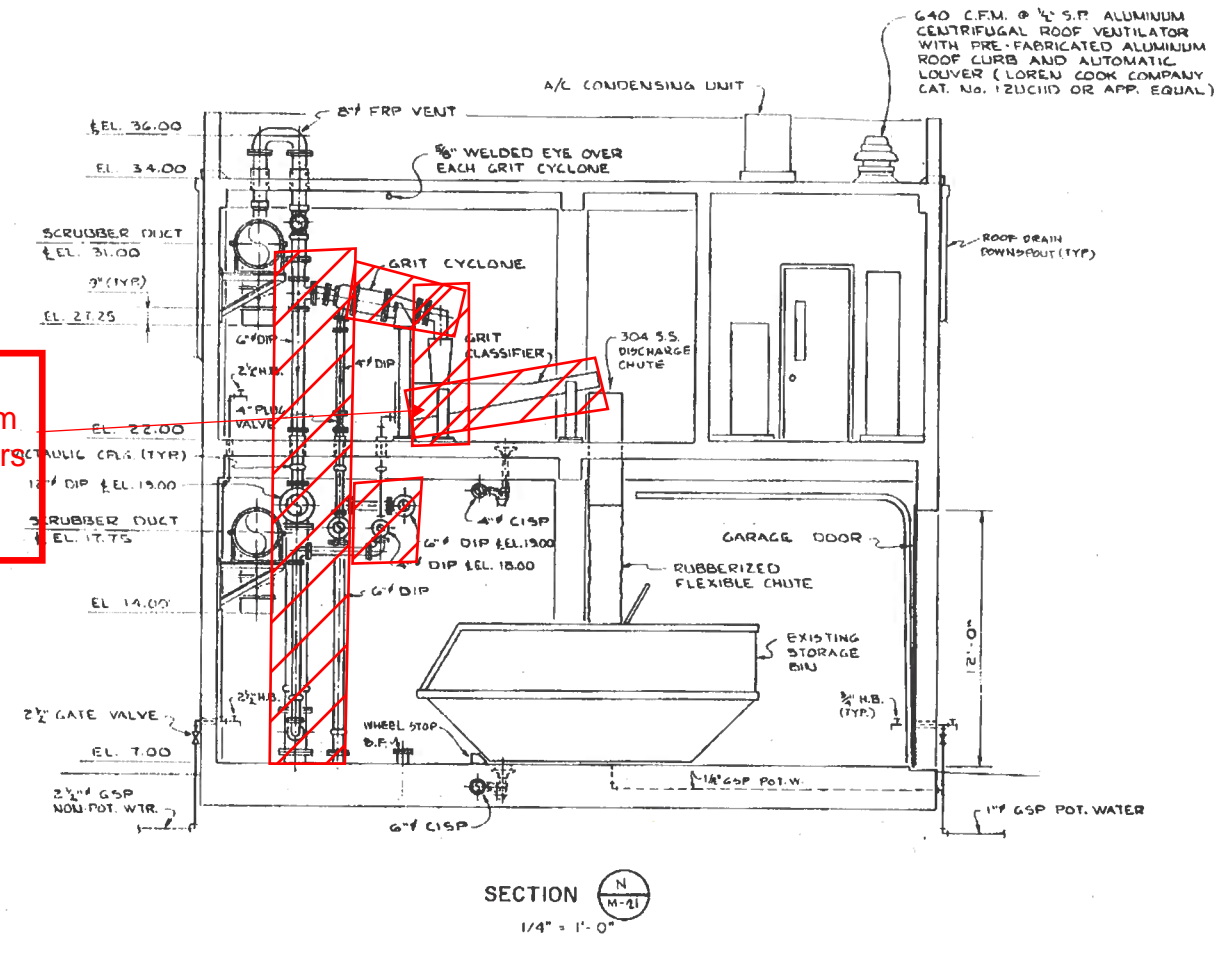 640 C.F.M. @ ½" S.P. ALUMINUM
CENTRIFUGAL ROOF VENTILATOR
WITH PRE-FABRICATED ALUMINUM
ROOF CURB AND AUTOMATIC
LOUVER (LOREN COOK COMPANY
CAT. No. 12UC11D OR APP. EQUAL)
A/C CONDENSING UNIT
8"ø FRP VENT
℄ EL. 36.00
⅝" WELDED EYE OVER
EACH GRIT CYCLONE
EL. 34.00
SCRUBBER DUCT
℄ EL. 31.00
ROOF DRAIN
DOWNSPOUT (TYP)
GRIT CYCLONE
9" (TYP.)
EL. 27.25
6"ø DIP
GRIT
CLASSIFIER
304 S.S.
DISCHARGE
CHUTE
4"ø DIP
2½" H.B.
4" PLUG
VALVE
EL. 22.00
CPLG. (TYP)
12"ø DIP ℄ EL. 19.00
SCRUBBER DUCT
℄ EL. 17.75
4"ø CISP
6"ø DIP ℄ EL. 19.00
DIP ℄ EL. 18.00
GARAGE DOOR
RUBBERIZED
FLEXIBLE CHUTE
6"ø DIP
EL. 14.00
12'-0"
EXISTING
STORAGE
BIN
2½" H.B.
¾" H.B.
(TYP.)
2½" GATE VALVE
WHEEL STOP
B.F.
EL. 7.00
1¼" GSP POT. W.
2½"ø GSP
NON-POT. WTR.
6"ø CISP
1"ø GSP POT. WATER
SECTION
N
M-21
1/4" = 1'-0"